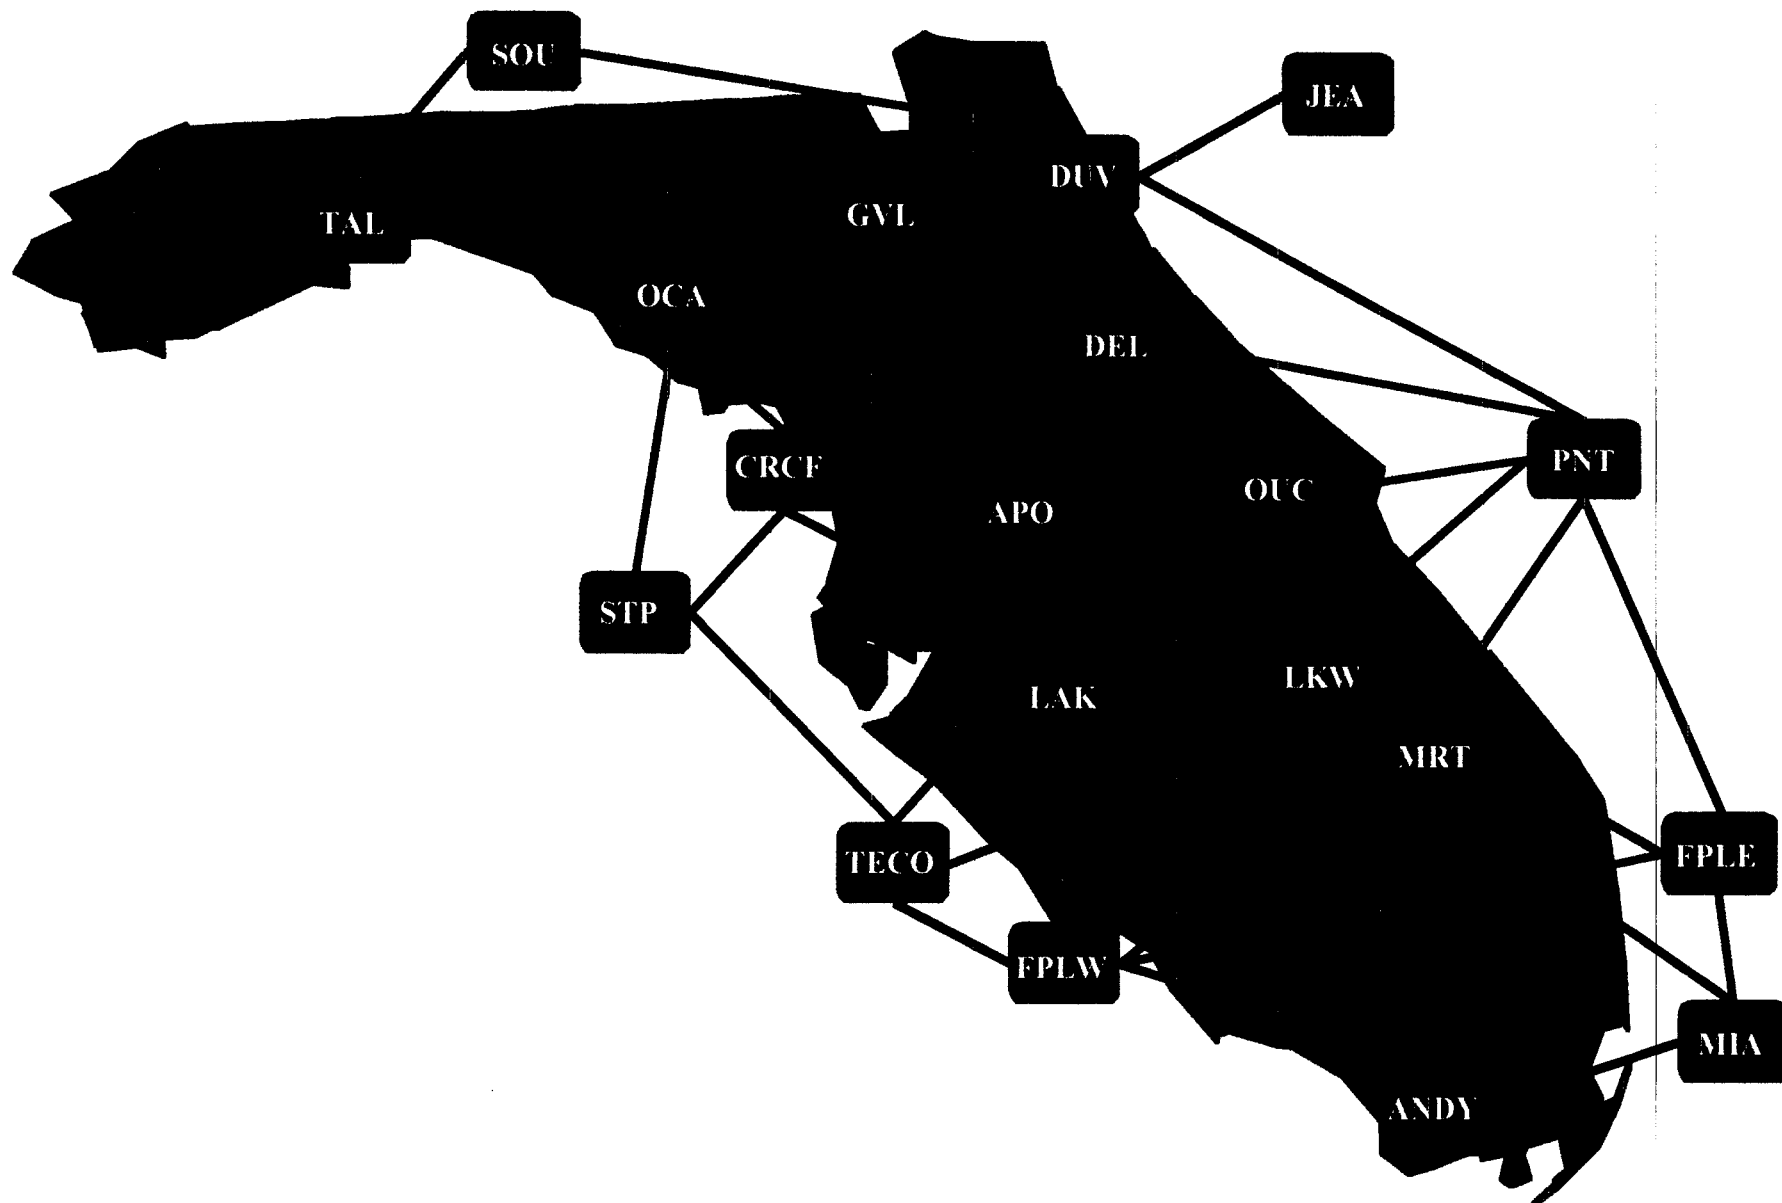 SOU
JEA
DUV
TAL
GVL
OCA
DEL
CRCF
PNT
APO
OUC
STP
LAK
LKW
MRT
TECO
FPLE
FPLW
MIA
ANDY